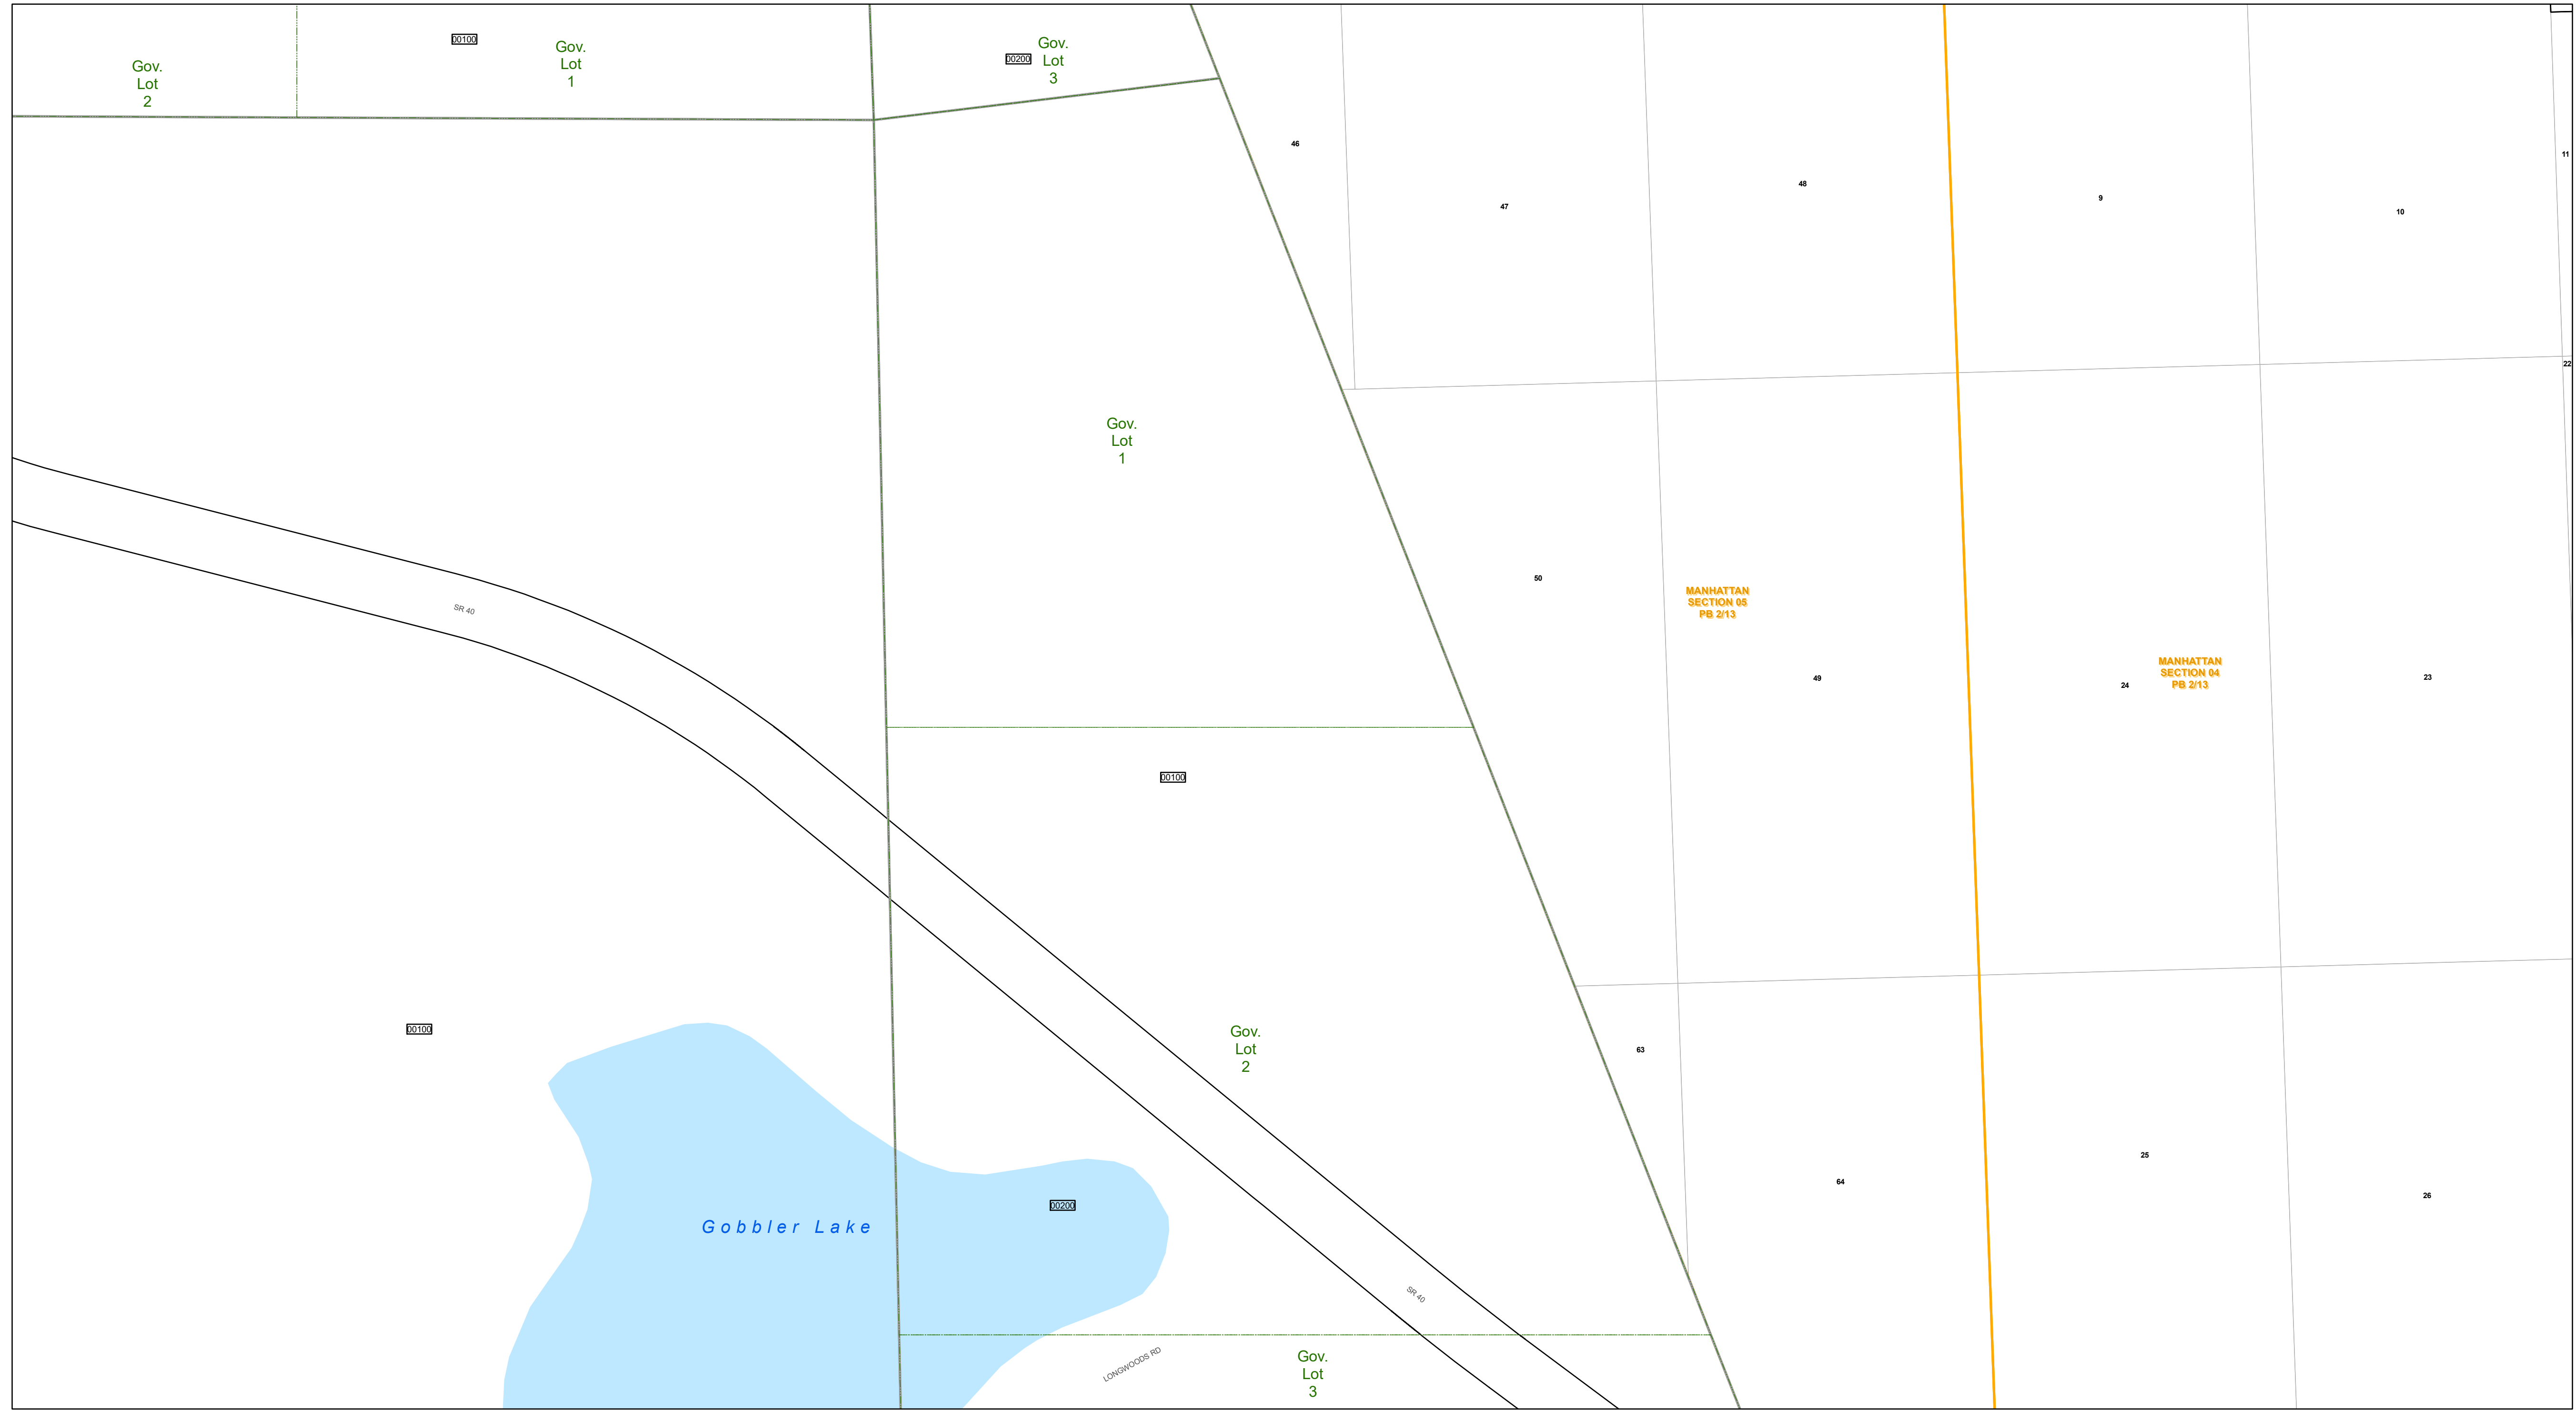 00100
Gov.
Lot
1
Gov.
Lot
2
00200
Gov.
Lot
3
46
47
48
9
10
11
22
Gov.
Lot
1
50
MANHATTAN
SECTION 05
PB 2/13
49
MANHATTAN
SECTION 04
PB 2/13
24
23
SR 40
00100
00100
Gov.
Lot
2
63
64
25
26
00200
Gobbler Lake
SR 40
LONGWOODS RD
Gov.
Lot
3